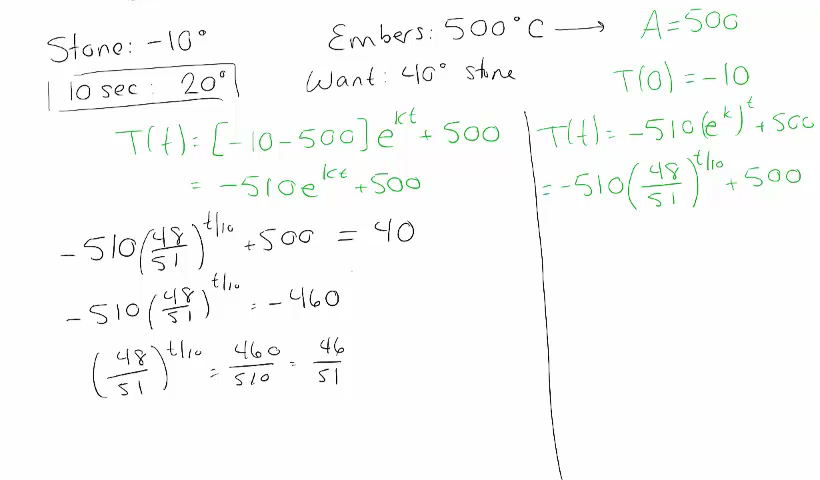 Stone: -10° Embers: 500°C → A=500
10 sec: 20° Want: 40° stone T(0) = -10
T(t) = [-10-500]e^{kt} + 500
= -510e^{kt} + 500
-510(48/51)^{t/10} + 500 = 40
-510(48/51)^{t/10} = -460
(48/51)^{t/10} = 460/510 = 46/51
T(t) = -510(e^k)^t + 500
= -510(48/51)^{t/10} + 500